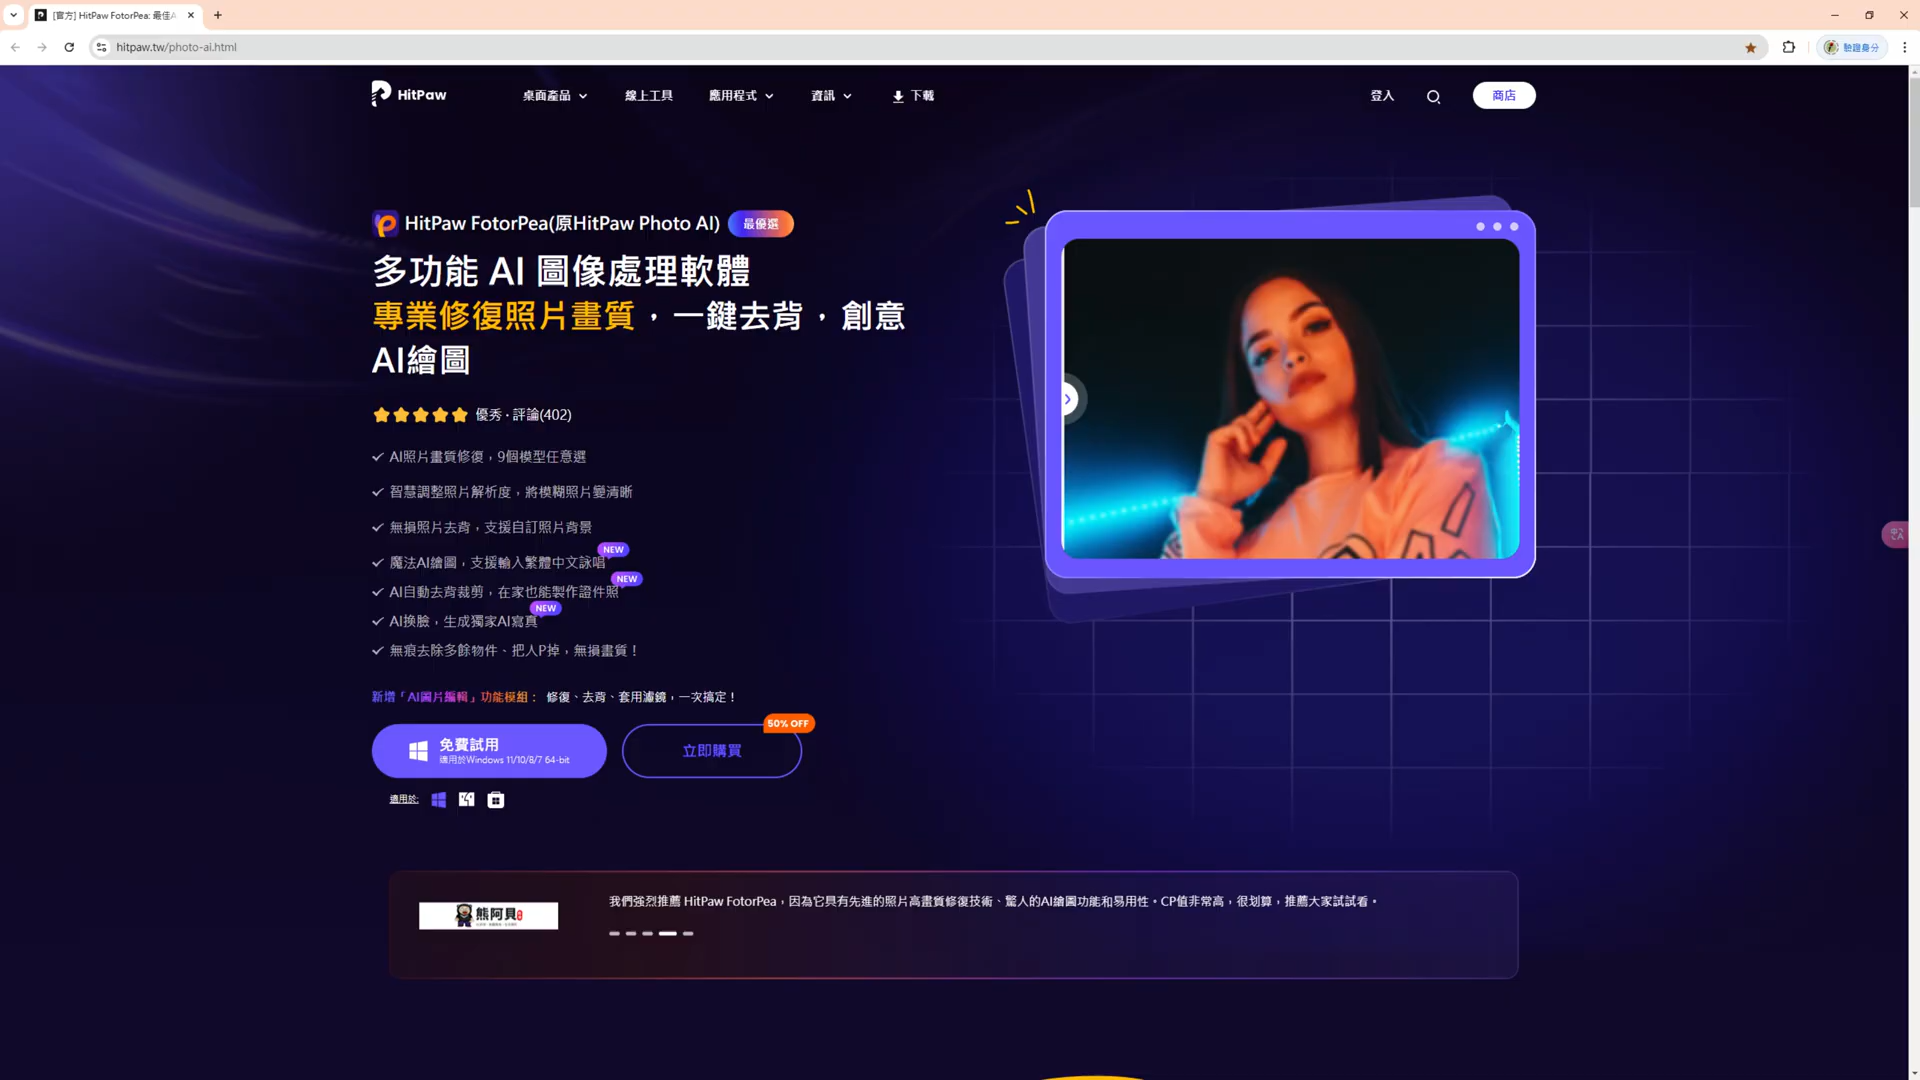 [官方] HitPaw FotorPea: 最佳A
hitpaw.tw/photo-ai.html
驗證身分
HitPaw
桌面產品
線上工具
應用程式
資訊
下載
登入
商店
HitPaw FotorPea(原HitPaw Photo AI)
最優選
多功能 AI 圖像處理軟體
專業修復照片畫質,一鍵去背,創意
AI繪圖
優秀 · 評論(402)
AI照片畫質修復,9個模型任意選
智慧調整照片解析度,將模糊照片變清晰
無損照片去背,支援自訂照片背景
魔法AI繪圖,支援輸入繁體中文詠唱
NEW
AI自動去背裁剪,在家也能製作證件照
NEW
AI換臉,生成獨家AI寫真
NEW
無痕去除多餘物件、把人P掉,無損畫質!
新增「AI圖片編輯」功能模組: 修復、去背、套用濾鏡,一次搞定!
免費試用
適用於Windows 11/10/8/7 64-bit
立即購買
50% OFF
適用於:
熊阿貝
我們強烈推薦 HitPaw FotorPea,因為它具有先進的照片高畫質修復技術、驚人的AI繪圖功能和易用性。CP值非常高,很划算,推薦大家試試看。